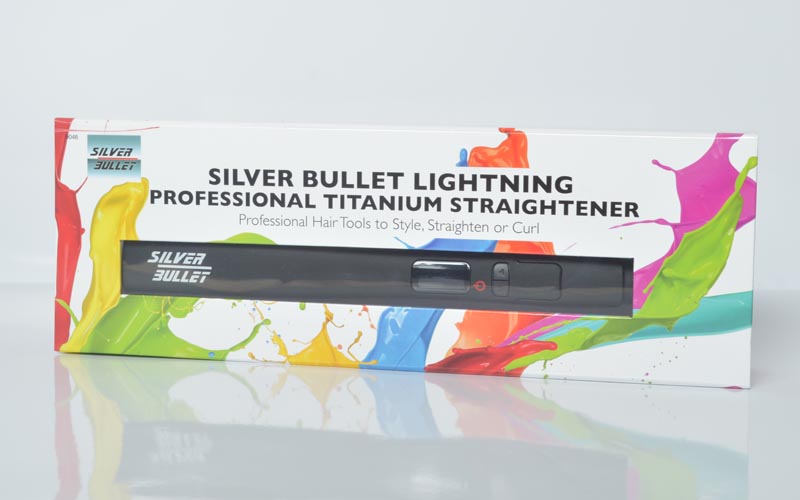 SILVER
BULLET
SILVER BULLET LIGHTNING
PROFESSIONAL TITANIUM STRAIGHTENER
Professional Hair Tools to Style, Straighten or Curl
SILVER
BULLET